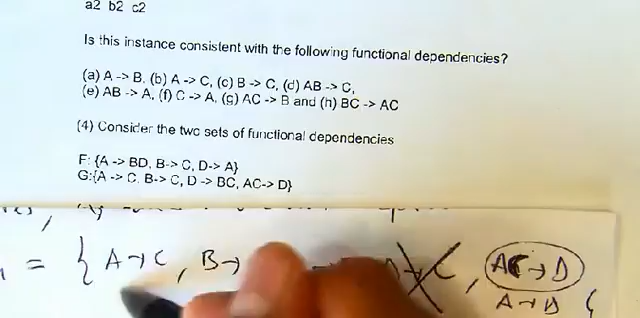 a2 b2 c2
Is this instance consistent with the following functional dependencies?
(a) A -> B, (b) A -> C, (c) B -> C, (d) AB -> C,
(e) AB -> A, (f) C -> A, (g) AC -> B and (h) BC -> AC
(4) Consider the two sets of functional dependencies
F: {A -> BD, B-> C, D-> A}
G:{A -> C, B-> C, D -> BC, AC-> D}
= { A → C, B → C, AC → D
A → D {